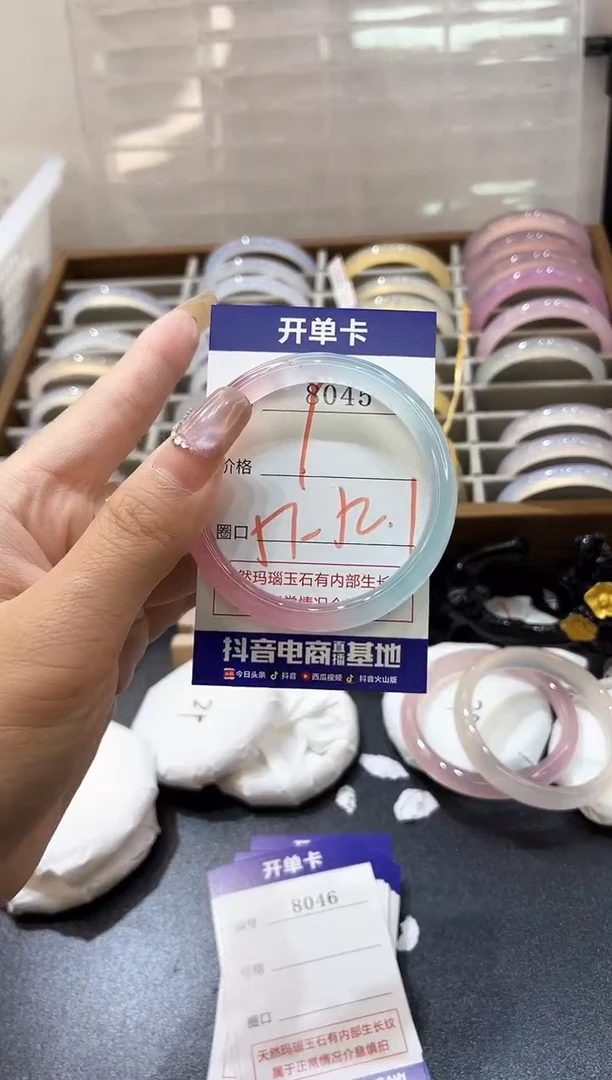 开单卡
8045
价格
圈口
然玛瑙玉石有内部生长
抖音电商直播基地
今日头条 抖音 西瓜视频 抖音火山版
开单卡
编号 8046
价格
圈口
天然玛瑙玉石有内部生长纹
属于正常情况介意慎拍